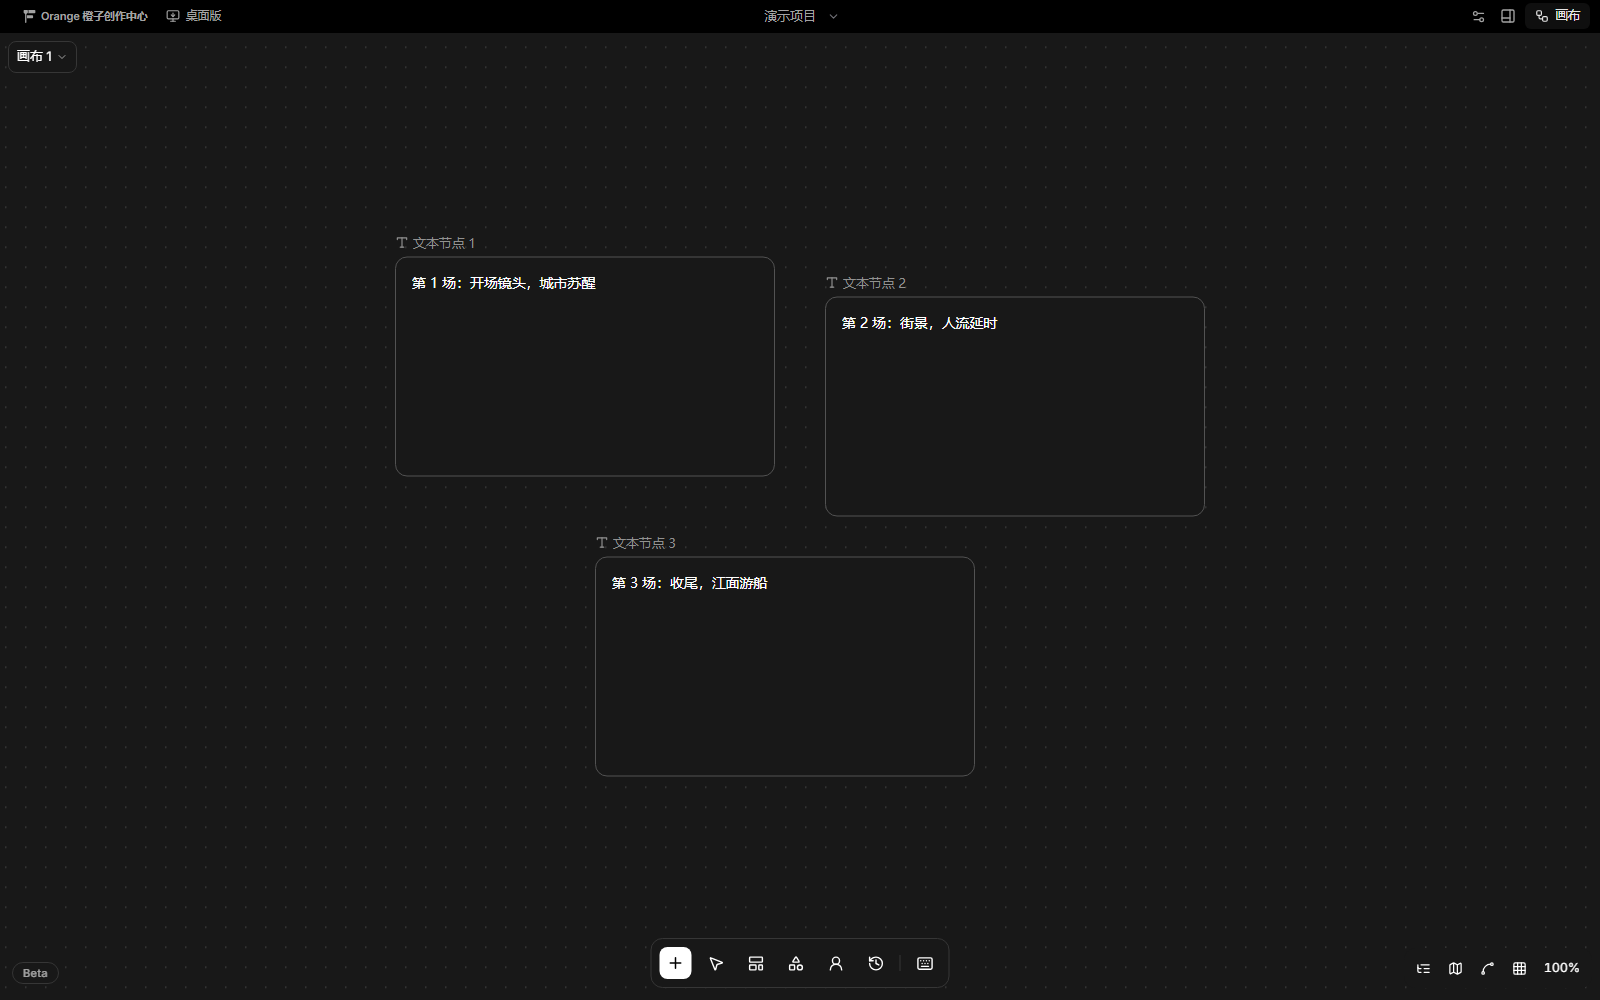 Orange 橙子创作中心
桌面版
演示项目
画布
画布 1
文本节点 1
第 1 场：开场镜头，城市苏醒
文本节点 2
第 2 场：街景，人流延时
文本节点 3
第 3 场：收尾，江面游船
Beta
100%